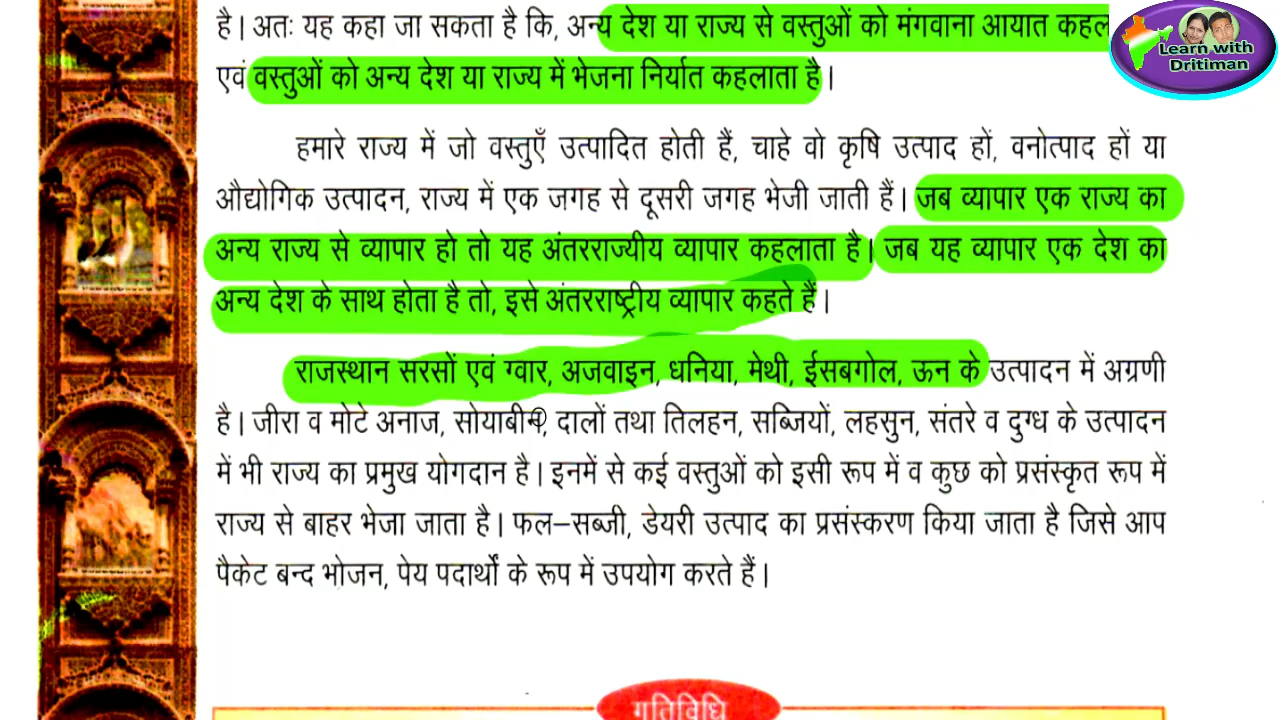 है। अतः यह कहा जा सकता है कि, अन्य देश या राज्य से वस्तुओं को मंगवाना आयात
Learn with
Dritiman
एवं वस्तुओं को अन्य देश या राज्य में भेजना निर्यात कहलाता है।
हमारे राज्य में जो वस्तुएँ उत्पादित होती हैं, चाहे वो कृषि उत्पाद हों, वनोत्पाद हों या
औद्योगिक उत्पादन, राज्य में एक जगह से दूसरी जगह भेजी जाती हैं। जब व्यापार एक राज्य का
अन्य राज्य से व्यापार हो तो यह अंतरराज्यीय व्यापार कहलाता है। जब यह व्यापार एक देश का
अन्य देश के साथ होता है तो, इसे अंतरराष्ट्रीय व्यापार कहते हैं।
राजस्थान सरसों एवं ग्वार, अजवाइन, धनिया, मेथी, ईसबगोल, ऊन के उत्पादन में अग्रणी
है। जीरा व मोटे अनाज, सोयाबीन, दालों तथा तिलहन, सब्जियों, लहसुन, संतरे व दुग्ध के उत्पादन
में भी राज्य का प्रमुख योगदान है। इनमें से कई वस्तुओं को इसी रूप में व कुछ को प्रसंस्कृत रूप में
राज्य से बाहर भेजा जाता है। फल–सब्जी, डेयरी उत्पाद का प्रसंस्करण किया जाता है जिसे आप
पैकेट बन्द भोजन, पेय पदार्थों के रूप में उपयोग करते हैं।
गतिविधि